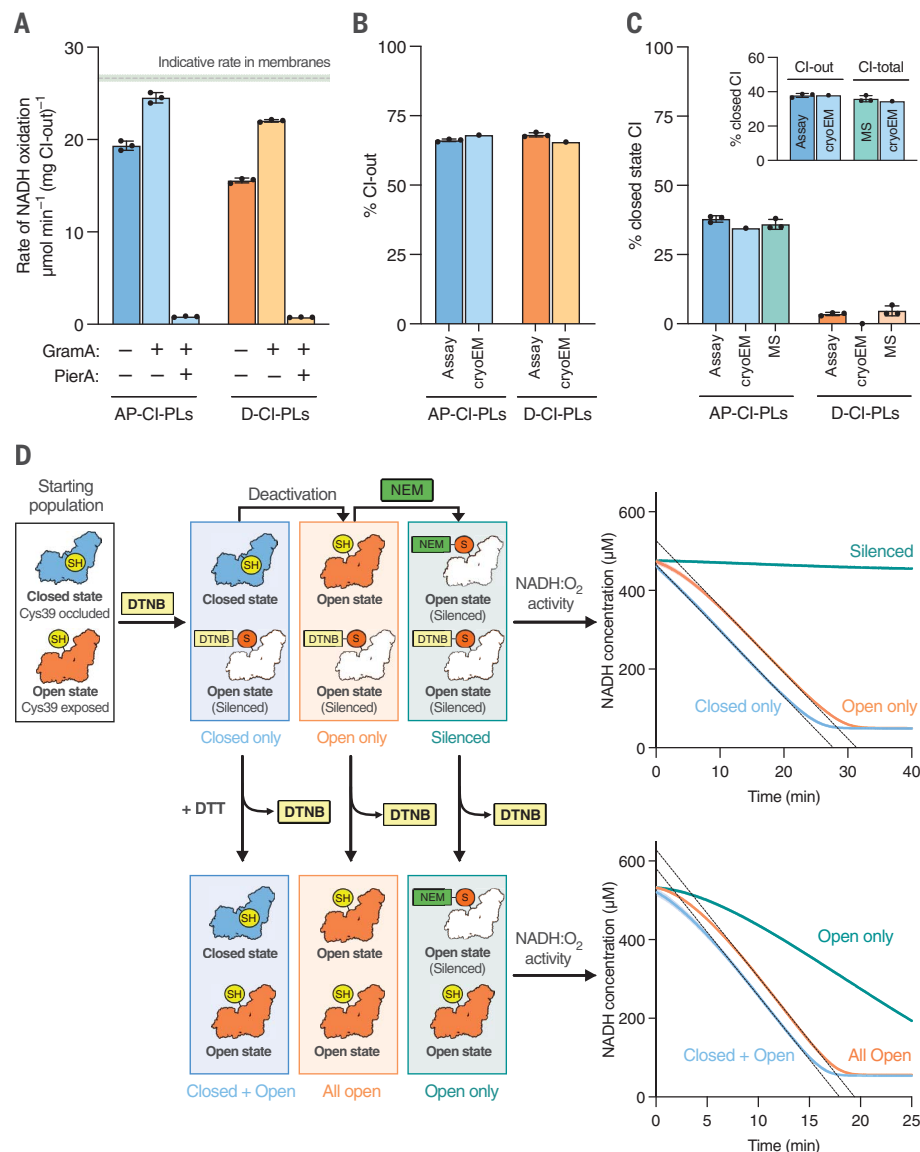 A
Indicative rate in membranes
Rate of NADH oxidation
µmol min⁻¹ (mg CI-out)⁻¹
30
20
10
0
GramA: − + + − + +
PierA: − − + − − +
AP-CI-PLs D-CI-PLs
B
% CI-out
100
75
50
25
0
Assay cryoEM Assay cryoEM
AP-CI-PLs D-CI-PLs
C
% closed state CI
100
75
50
25
0
% closed CI
60
40
20
0
CI-out CI-total
Assay cryoEM MS cryoEM
Assay cryoEM MS Assay cryoEM MS
AP-CI-PLs D-CI-PLs
D
Starting
population
SH
Closed state
Cys39 occluded
SH
Open state
Cys39 exposed
DTNB
Deactivation
NEM
SH
Closed state
DTNB S
Open state
(Silenced)
Closed only
SH
Open state
DTNB S
Open state
(Silenced)
Open only
NEM S
Open state
(Silenced)
DTNB S
Open state
(Silenced)
Silenced
NADH:O₂
activity
NADH concentration (µM)
600
400
200
0
Silenced
Closed only
Open only
0 10 20 30 40
Time (min)
+ DTT
DTNB DTNB DTNB
SH
Closed state
SH
Open state
Closed + Open
SH
Open state
SH
Open state
All open
NEM S
Open state
(Silenced)
SH
Open state
Open only
NADH:O₂
activity
NADH concentration (µM)
600
400
200
0
Open only
Closed + Open
All Open
0 5 10 15 20 25
Time (min)